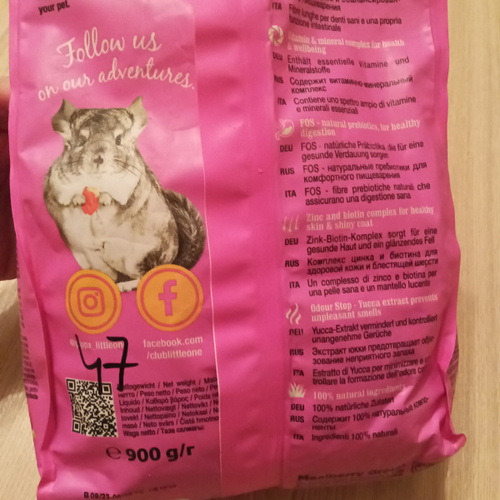 your pet.
Follow us
on our adventures.
facebook.com
/clublittleone
47
Nettovægt / Peso netto
℮ 900 g/r
ITA Fibre lunghe per denti sani e una propria
funzione intestinale
Vitamin & mineral complex for health
& wellbeing
DEU Enthält essentielle Vitamine und
Mineralstoffe
RUS Содержит витаминно-минеральный
комплекс
ITA Contiene uno spettro ampio di vitamine
e minerali essenziali
FOS - natural prebiotics, for healthy
digestion
DEU FOS - natürliche Präbiotika, die für eine
gesunde Verdauung sorgen
RUS FOS - натуральные пребиотики для
комфортного пищеварения
ITA FOS - fibre prebiotiche naturali, che
assicurano una digestione sana
Zinc and biotin complex for healthy
skin & shiny coat
DEU Zink-Biotin-Komplex sorgt für eine
gesunde Haut und ein glänzendes Fell
RUS Комплекс цинка и биотина для
здоровой кожи и блестящей шерсти
ITA Un complesso di zinco e biotina per
una pelle sana e un mantello lucente
Odour Stop - Yucca extract prevents
unpleasant smells
DEU Yucca-Extrakt vermindert und kontrolliert
unangenehme Gerüche
RUS Экстракт юкки предотвращает обра-
зование неприятного запаха
ITA Estratto di Yucca per minimizzare e
trollare la formazione dell'odore
100% natural ingredients
DEU 100% natürliche Zutaten
RUS Содержит 100% натуральные компо-
ненты
ITA Ingredienti 100% naturali